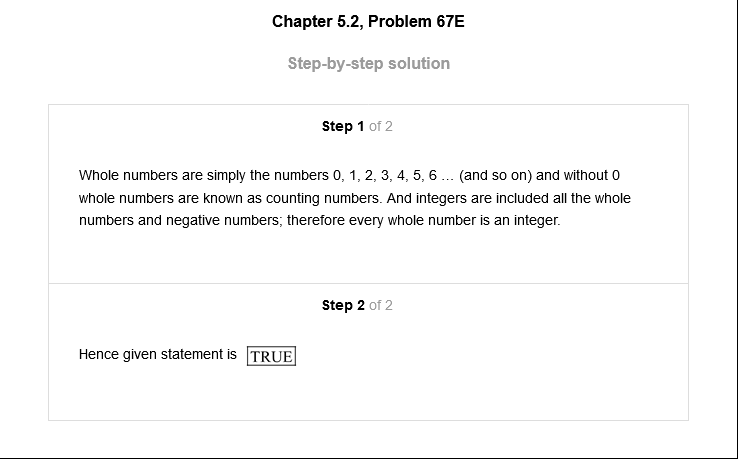 Chapter 5.2, Problem 67E
Step-by-step solution
Step 1 of 2
Whole numbers are simply the numbers 0, 1, 2, 3, 4, 5, 6 ... (and so on) and without 0
whole numbers are known as counting numbers. And integers are included all the whole
numbers and negative numbers; therefore every whole number is an integer.
Step 2 of 2
Hence given statement is TRUE